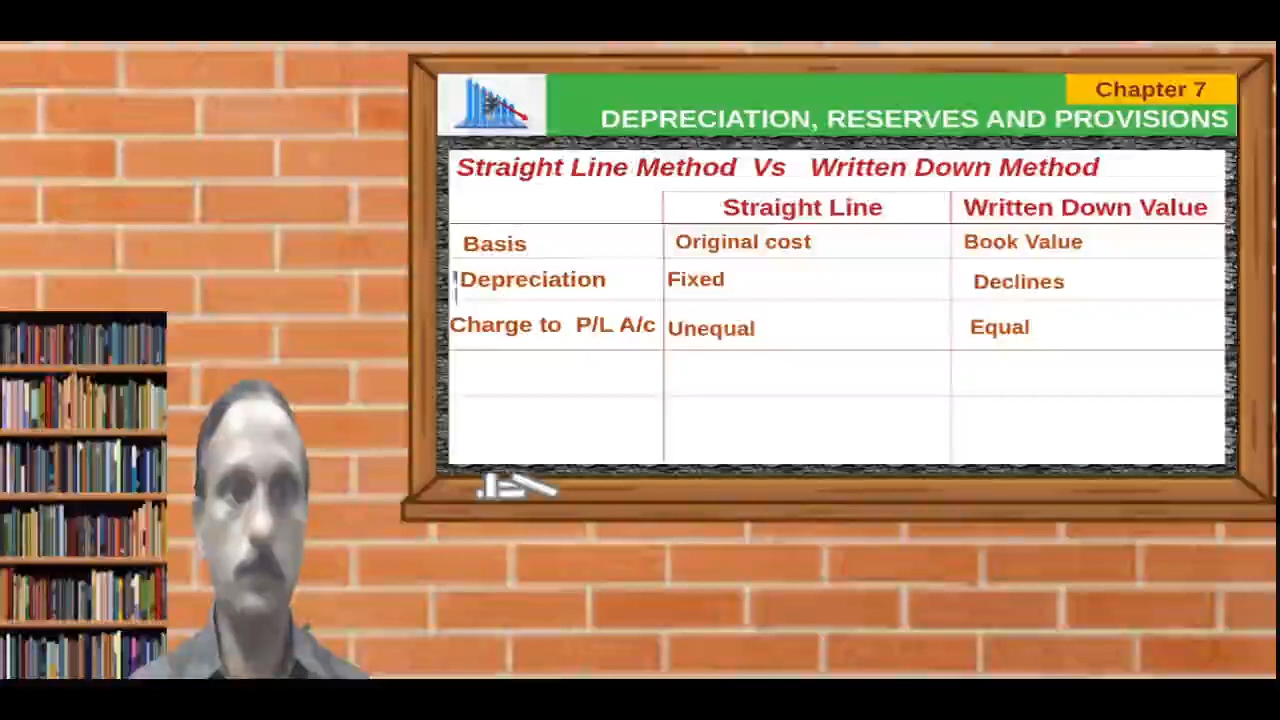 Chapter 7
DEPRECIATION, RESERVES AND PROVISIONS
Straight Line Method Vs Written Down Method
Straight Line Written Down Value
Basis Original cost Book Value
Depreciation Fixed Declines
Charge to P/L A/c Unequal Equal